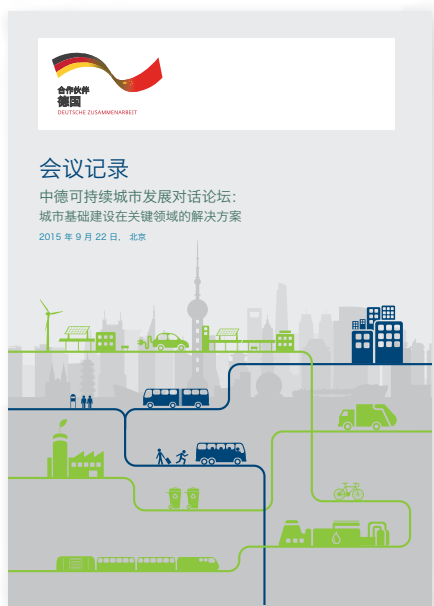 合作伙伴
德国
DEUTSCHE ZUSAMMENARBEIT
会议记录
中德可持续城市发展对话论坛：
城市基础建设在关键领域的解决方案
2015 年 9 月 22 日， 北京